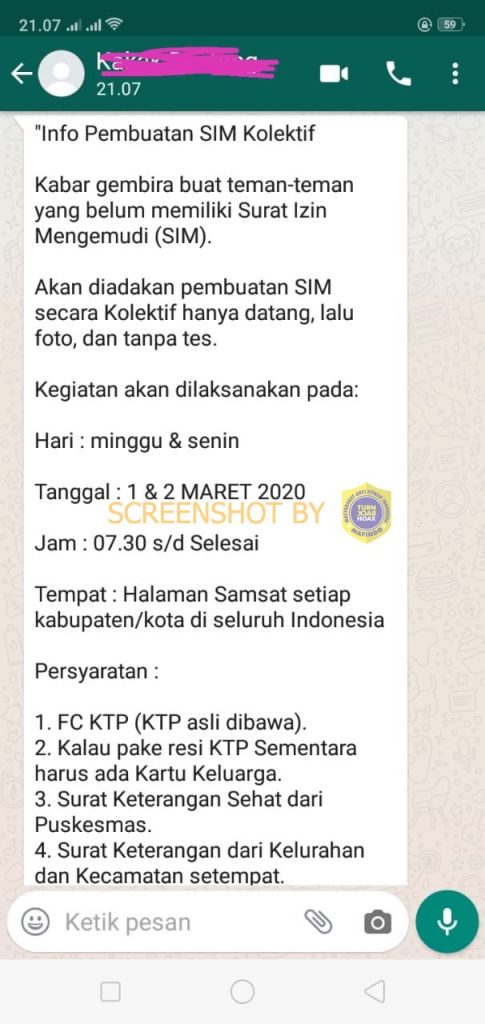 21.07
59
21.07
"Info Pembuatan SIM Kolektif
Kabar gembira buat teman-teman
yang belum memiliki Surat Izin
Mengemudi (SIM).
Akan diadakan pembuatan SIM
secara Kolektif hanya datang, lalu
foto, dan tanpa tes.
Kegiatan akan dilaksanakan pada:
Hari : minggu & senin
Tanggal : 1 & 2 MARET 2020
SCREENSHOT BY
MASYARAKAT ANTI FITNAH INDONESIA
TURN
BACK
HOAX
MAFINDO
Jam : 07.30 s/d Selesai
Tempat : Halaman Samsat setiap
kabupaten/kota di seluruh Indonesia
Persyaratan :
1. FC KTP (KTP asli dibawa).
2. Kalau pake resi KTP Sementara
harus ada Kartu Keluarga.
3. Surat Keterangan Sehat dari
Puskesmas.
4. Surat Keterangan dari Kelurahan
dan Kecamatan setempat.
Ketik pesan